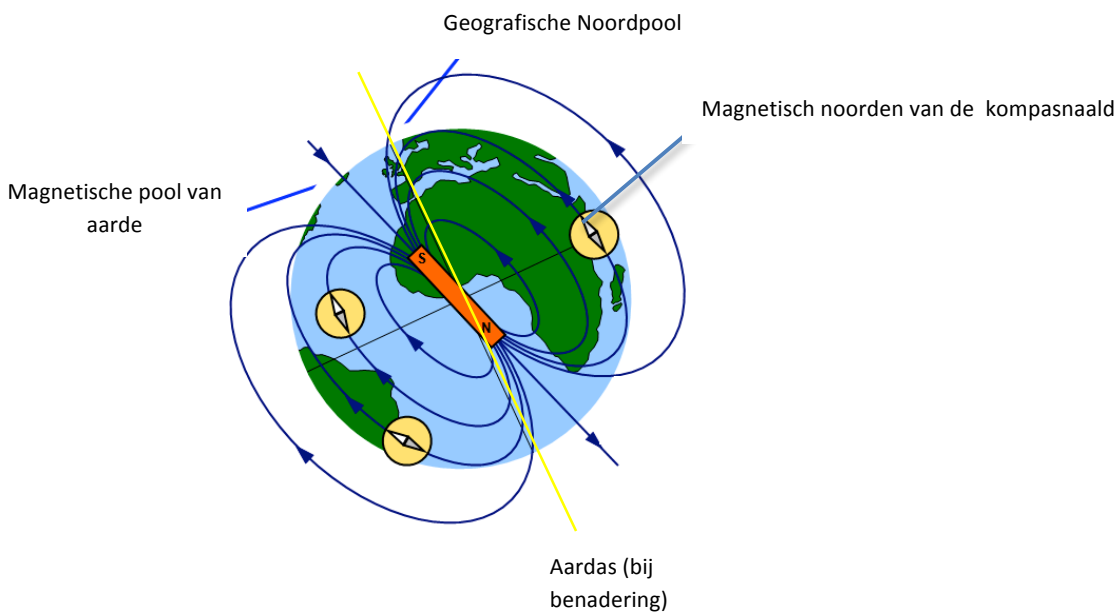 Geografische Noordpool
Magnetisch noorden van de kompasnaald
Magnetische pool van
aarde
S
N
Aardas (bij
benadering)